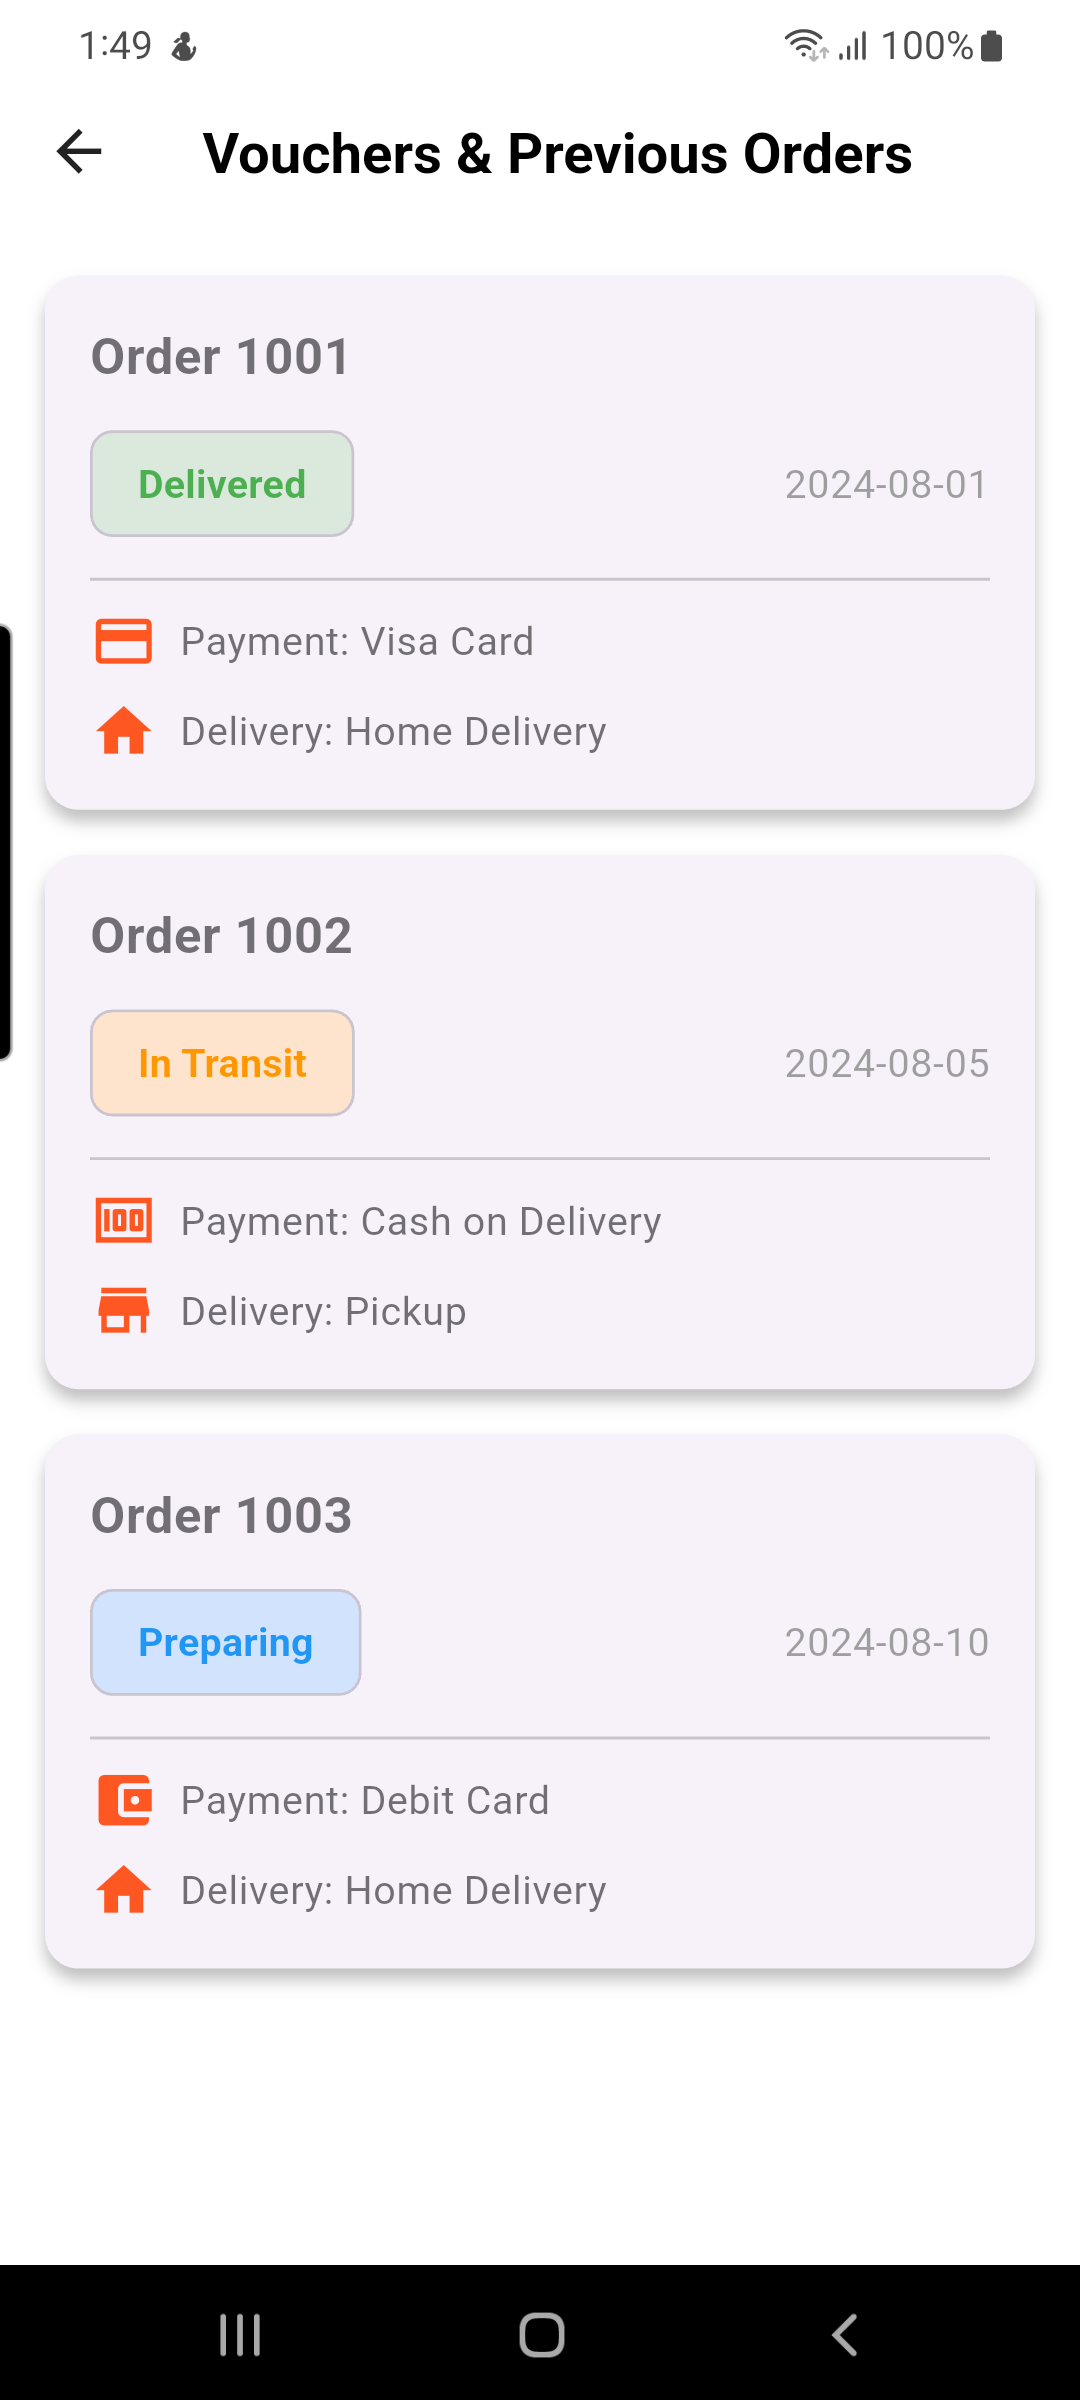 1:49 100%
Vouchers & Previous Orders
Order 1001
Delivered 2024-08-01
Payment: Visa Card
Delivery: Home Delivery
Order 1002
In Transit 2024-08-05
Payment: Cash on Delivery
Delivery: Pickup
Order 1003
Preparing 2024-08-10
Payment: Debit Card
Delivery: Home Delivery